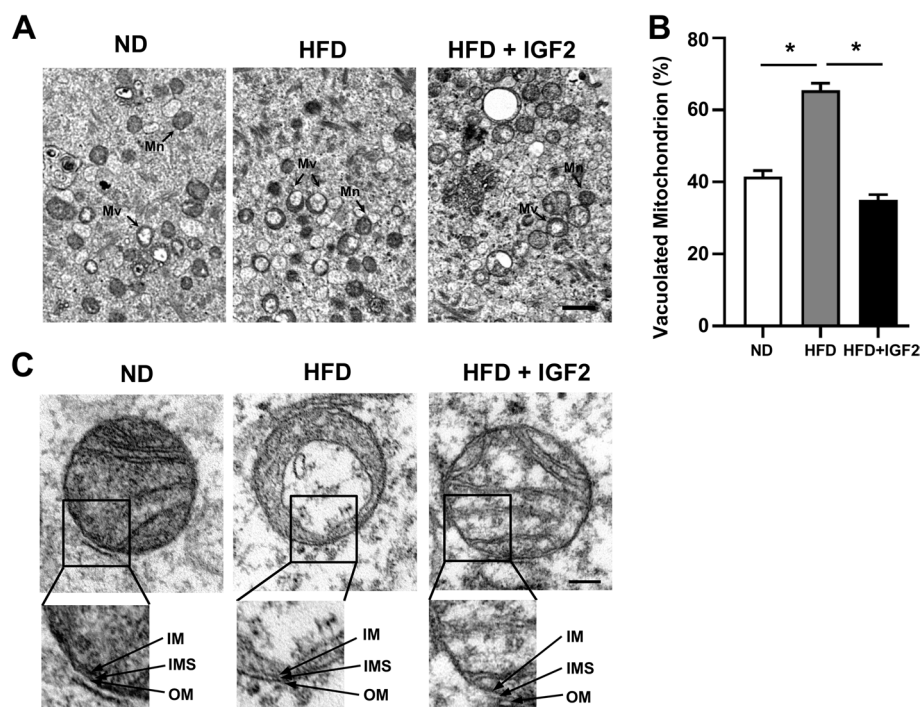 A
ND
HFD
HFD + IGF2
Mn
Mv
Mv
Mn
Mn
Mv
B
Vacuolated Mitochondrion (%)
80
60
40
20
0
*
*
ND
HFD
HFD+IGF2
C
ND
HFD
HFD + IGF2
IM
IMS
OM
IM
IMS
OM
IM
IMS
OM